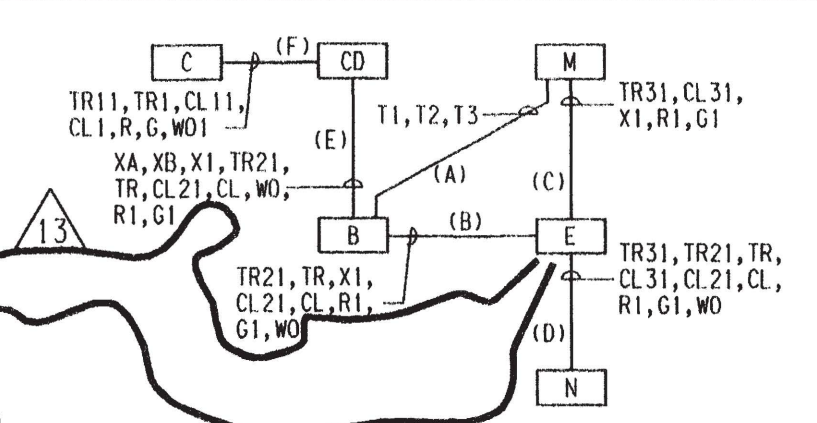 C
(F)
CD
M
TR11,TR1,CL11,
CL1,R,G,WO1
T1,T2,T3
TR31,CL31,
X1,R1,G1
(E)
XA,XB,X1,TR21,
TR,CL21,CL,WO,
R1,G1
(A)
(C)
13
B
(B)
E
TR21,TR,X1,
CL21,CL,R1,
G1,WO
TR31,TR21,TR,
CL31,CL21,CL,
R1,G1,WO
(D)
N